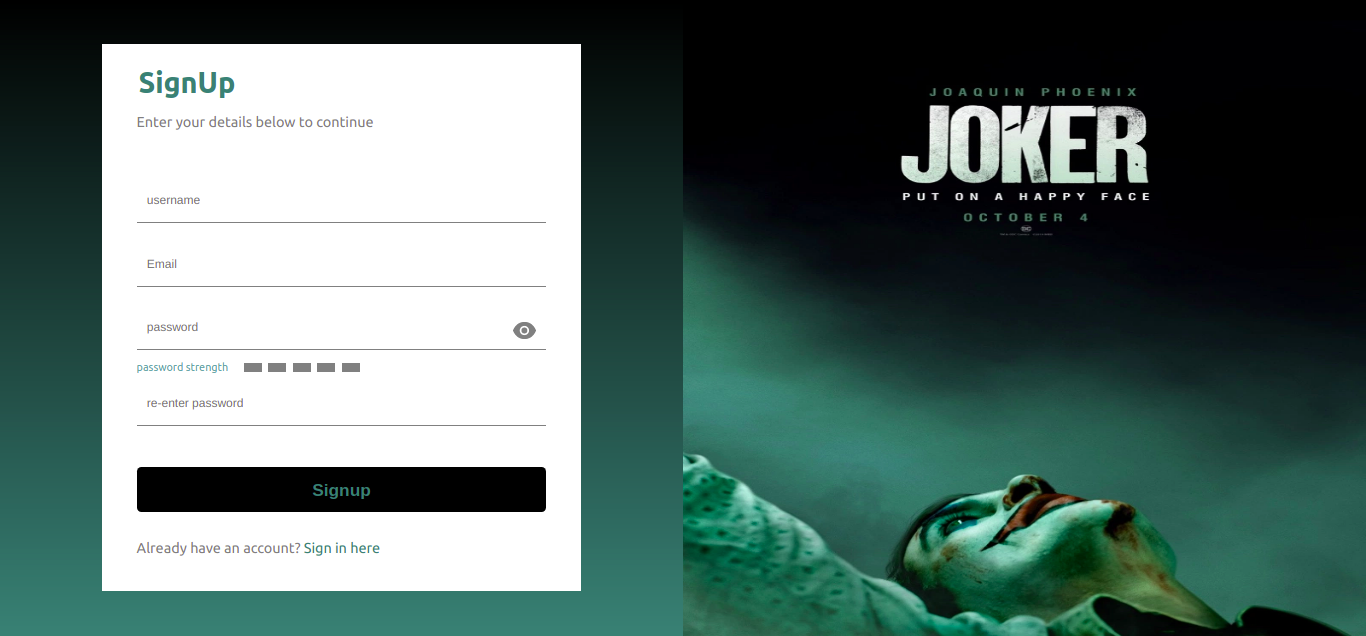 SignUp
Enter your details below to continue
username
Email
password
password strength
re-enter password
Signup
Already have an account? Sign in here
JOAQUIN PHOENIX
JOKER
PUT ON A HAPPY FACE
OCTOBER 4